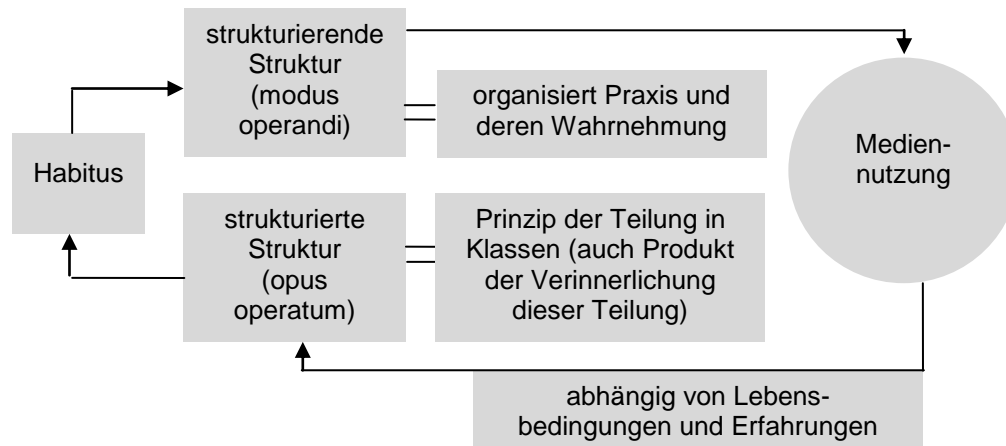 strukturierende
Struktur
(modus
operandi)
organisiert Praxis und
deren Wahrnehmung
Medien-
nutzung
Habitus
strukturierte
Struktur
(opus
operatum)
Prinzip der Teilung in
Klassen (auch Produkt
der Verinnerlichung
dieser Teilung)
abhängig von Lebens-
bedingungen und Erfahrungen